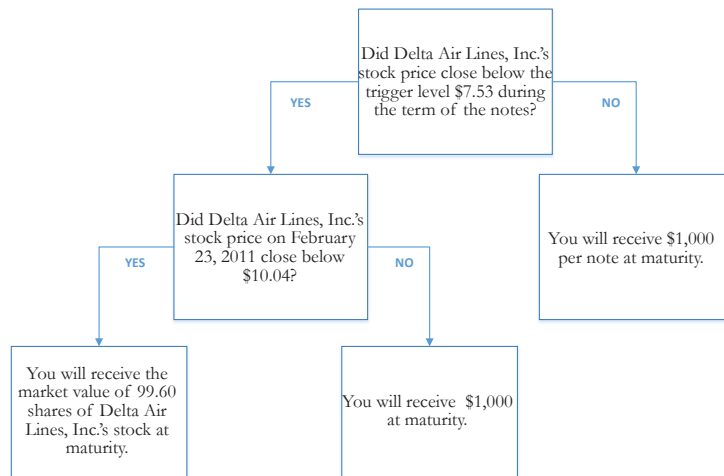 Did Delta Air Lines, Inc.'s
stock price close below the
trigger level $7.53 during
the term of the notes?
YES
NO
Did Delta Air Lines, Inc.'s
stock price on February
23, 2011 close below
$10.04?
You will receive $1,000
per note at maturity.
YES
NO
You will receive the
market value of 99.60
shares of Delta Air
Lines, Inc.'s stock at
maturity.
You will receive $1,000
at maturity.